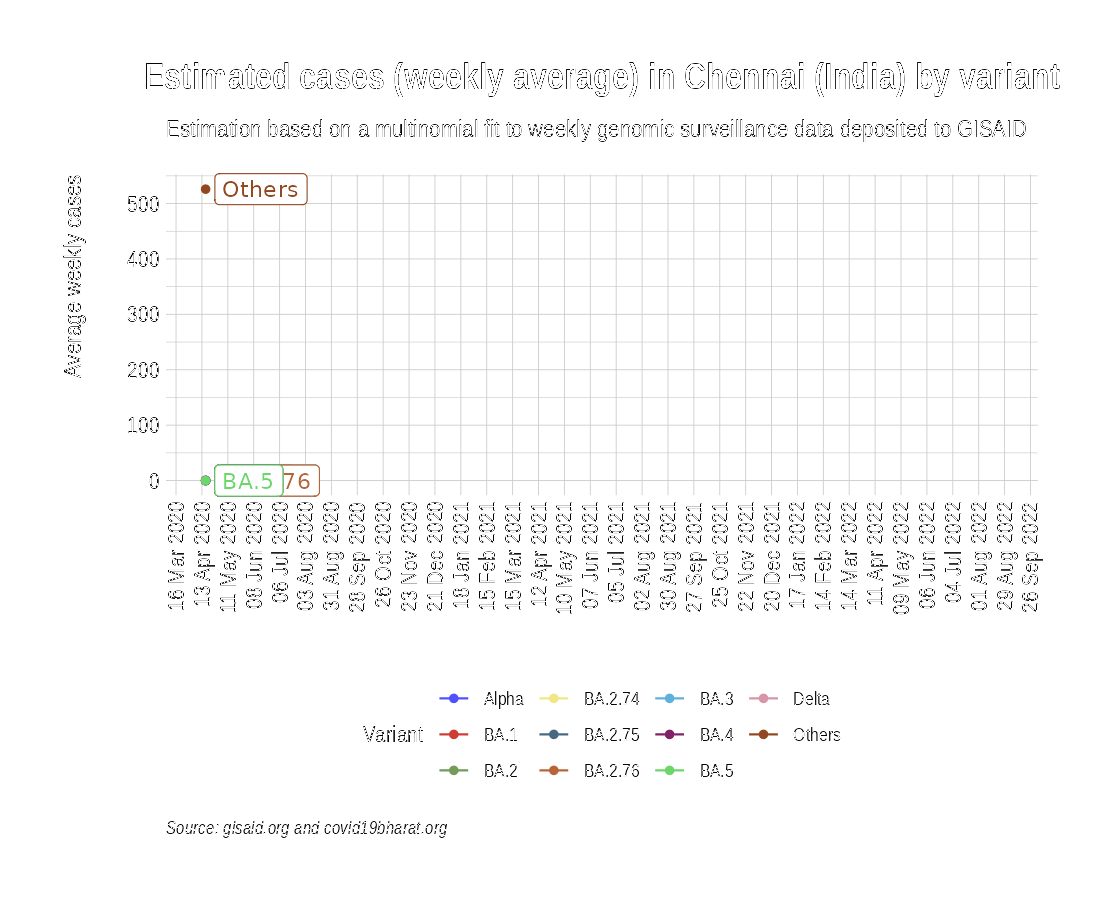 Estimated cases (weekly average) in Chennai (India) by variant
Estimation based on a multinomial fit to weekly genomic surveillance data deposited to GISAID
Average weekly cases
500
400
300
200
100
0
Others
BA.5
76
16 Mar 2020
13 Apr 2020
11 May 2020
08 Jun 2020
06 Jul 2020
03 Aug 2020
31 Aug 2020
28 Sep 2020
26 Oct 2020
23 Nov 2020
21 Dec 2020
18 Jan 2021
15 Feb 2021
15 Mar 2021
12 Apr 2021
10 May 2021
07 Jun 2021
05 Jul 2021
02 Aug 2021
30 Aug 2021
27 Sep 2021
25 Oct 2021
22 Nov 2021
20 Dec 2021
17 Jan 2022
14 Feb 2022
14 Mar 2022
11 Apr 2022
09 May 2022
06 Jun 2022
04 Jul 2022
01 Aug 2022
29 Aug 2022
26 Sep 2022
Variant
Alpha
BA.1
BA.2
BA.2.74
BA.2.75
BA.2.76
BA.3
BA.4
BA.5
Delta
Others
Source: gisaid.org and covid19bharat.org